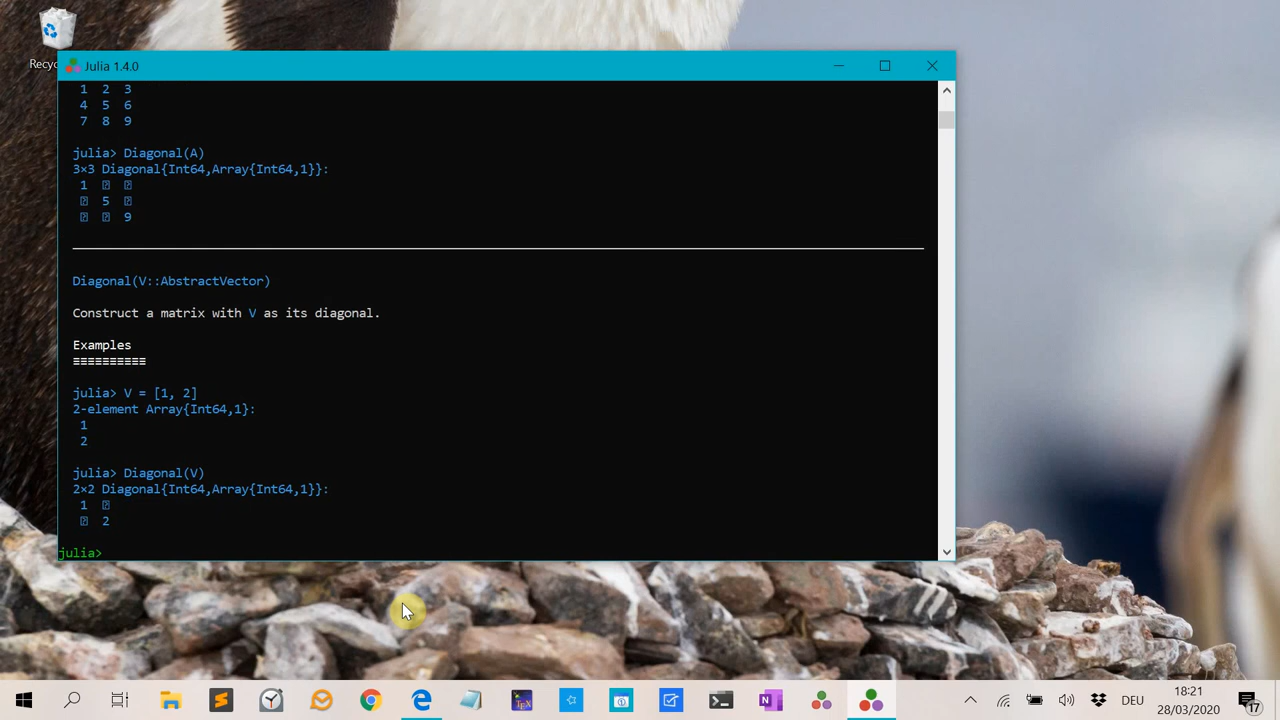 Recyc
Julia 1.4.0
1 2 3
4 5 6
7 8 9
julia> Diagonal(A)
3×3 Diagonal{Int64,Array{Int64,1}}:
1 ⍰ ⍰
⍰ 5 ⍰
⍰ ⍰ 9
Diagonal(V::AbstractVector)
Construct a matrix with V as its diagonal.
Examples
≡≡≡≡≡≡≡≡≡≡
julia> V = [1, 2]
2-element Array{Int64,1}:
1
2
julia> Diagonal(V)
2×2 Diagonal{Int64,Array{Int64,1}}:
1 ⍰
⍰ 2
julia>
DEU
18:21
28/03/2020
17